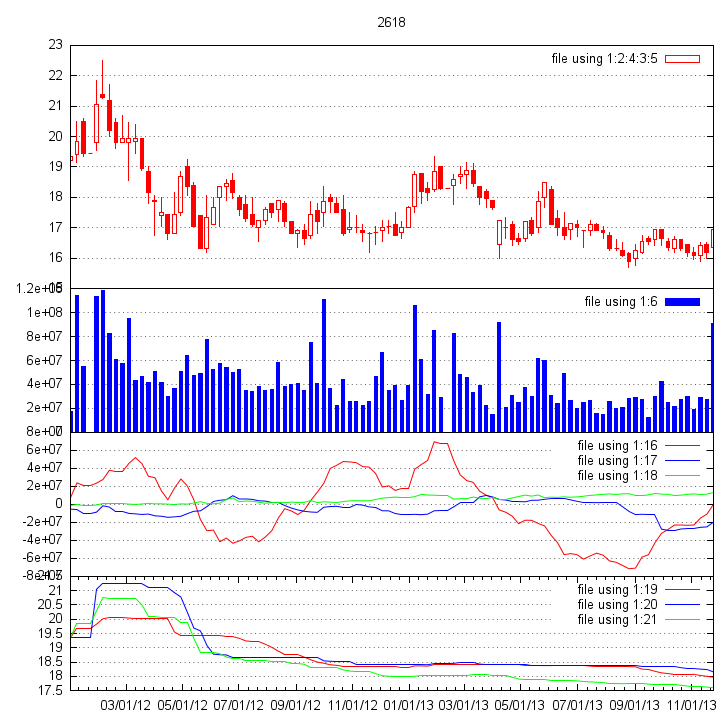 2618
23
file using 1:2:4:3:5
22
21
20
19
18
17
16
1.2e+08
file using 1:6
1e+08
8e+07
6e+07
4e+07
2e+07
file using 1:16
6e+07
file using 1:17
4e+07
file using 1:18
2e+07
0
-2e+07
-4e+07
-6e+07
21
file using 1:19
20.5
file using 1:20
20
file using 1:21
19.5
19
18.5
18
17.5
03/01/12 05/01/12 07/01/12 09/01/12 11/01/12 01/01/13 03/01/13 05/01/13 07/01/13 09/01/13 11/01/13